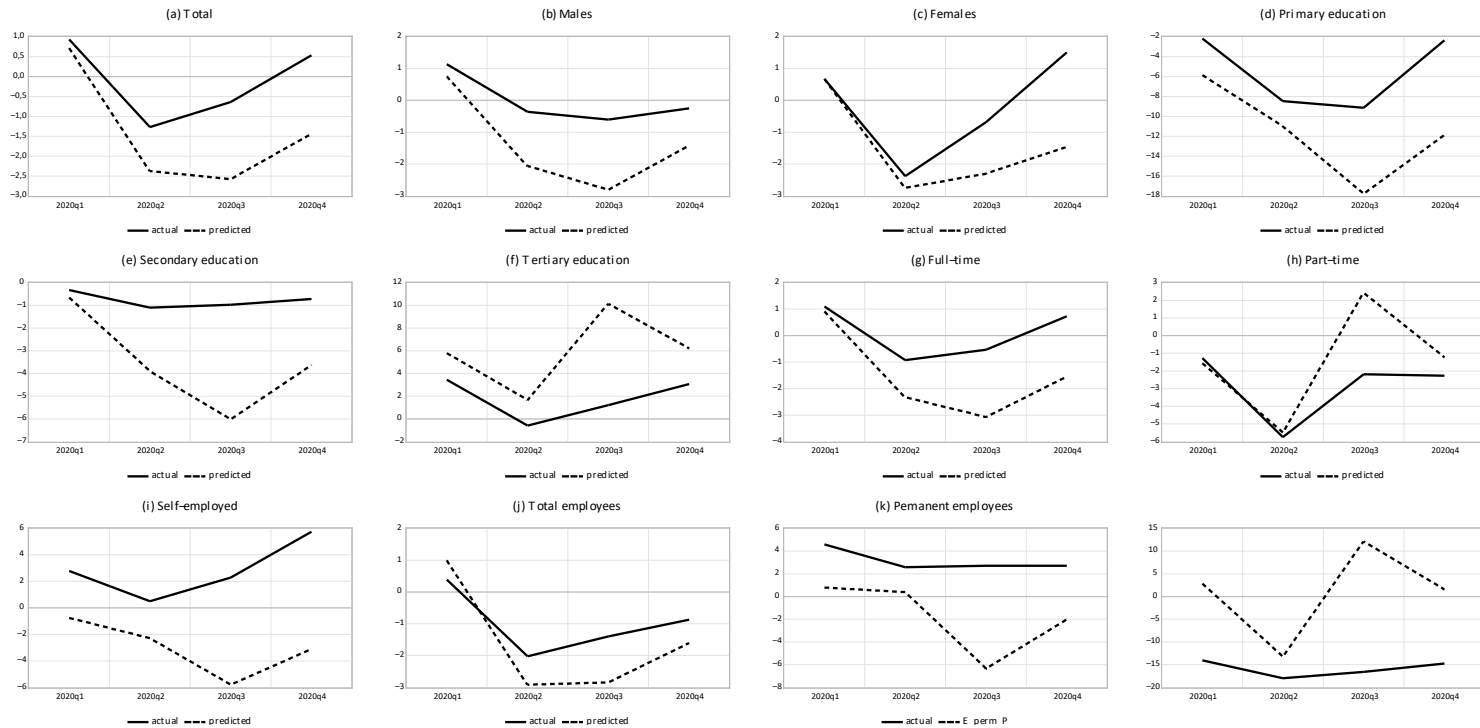 (a) Total
1,0
0,5
0,0
−0,5
−1,0
−1,5
−2,0
−2,5
−3,0
2020q1 2020q2 2020q3 2020q4
actual predicted
(b) Males
2
1
0
−1
−2
−3
2020q1 2020q2 2020q3 2020q4
actual predicted
(c) Females
2
1
0
−1
−2
−3
2020q1 2020q2 2020q3 2020q4
actual predicted
(d) Primary education
−2
−4
−6
−8
−10
−12
−14
−16
−18
2020q1 2020q2 2020q3 2020q4
actual predicted
(e) Secondary education
0
−1
−2
−3
−4
−5
−6
−7
2020q1 2020q2 2020q3 2020q4
actual predicted
(f) Tertiary education
12
10
8
6
4
2
0
−2
2020q1 2020q2 2020q3 2020q4
actual predicted
(g) Full−time
2
1
0
−1
−2
−3
−4
2020q1 2020q2 2020q3 2020q4
actual predicted
(h) Part-time
3
2
1
0
−1
−2
−3
−4
−5
−6
2020q1 2020q2 2020q3 2020q4
actual predicted
(i) Self−employed
6
4
2
0
−2
−4
−6
2020q1 2020q2 2020q3 2020q4
actual predicted
(j) Total employees
2
1
0
−1
−2
−3
2020q1 2020q2 2020q3 2020q4
actual predicted
(k) Pemanent employees
6
4
2
0
−2
−4
−6
−8
2020q1 2020q2 2020q3 2020q4
actual E_perm_P
15
10
5
0
−5
−10
−15
−20
2020q1 2020q2 2020q3 2020q4
actual predicted